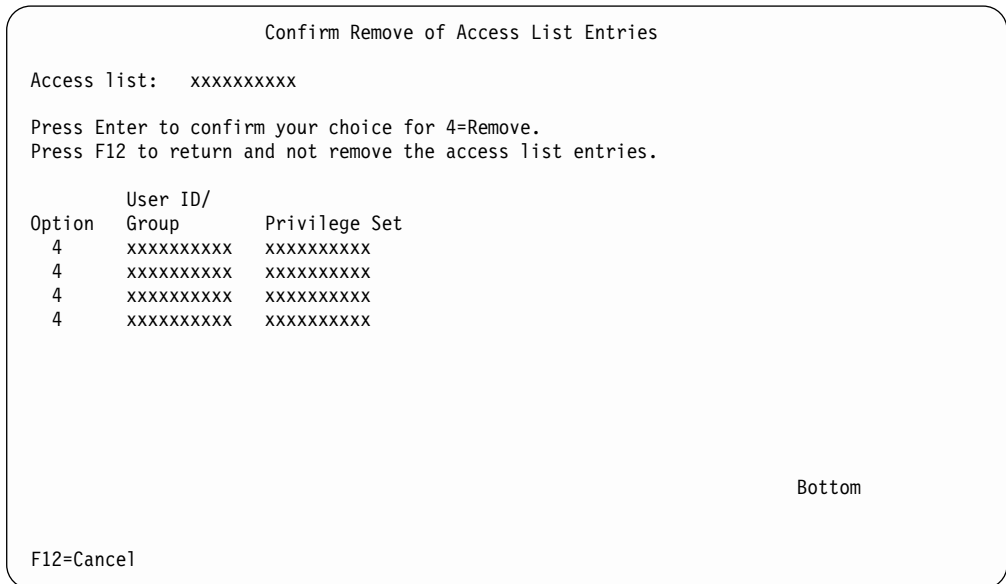 Confirm Remove of Access List Entries
Access list: xxxxxxxxxx
Press Enter to confirm your choice for 4=Remove.
Press F12 to return and not remove the access list entries.
User ID/
Option Group Privilege Set
4 xxxxxxxxxx xxxxxxxxxx
4 xxxxxxxxxx xxxxxxxxxx
4 xxxxxxxxxx xxxxxxxxxx
4 xxxxxxxxxx xxxxxxxxxx
Bottom
F12=Cancel